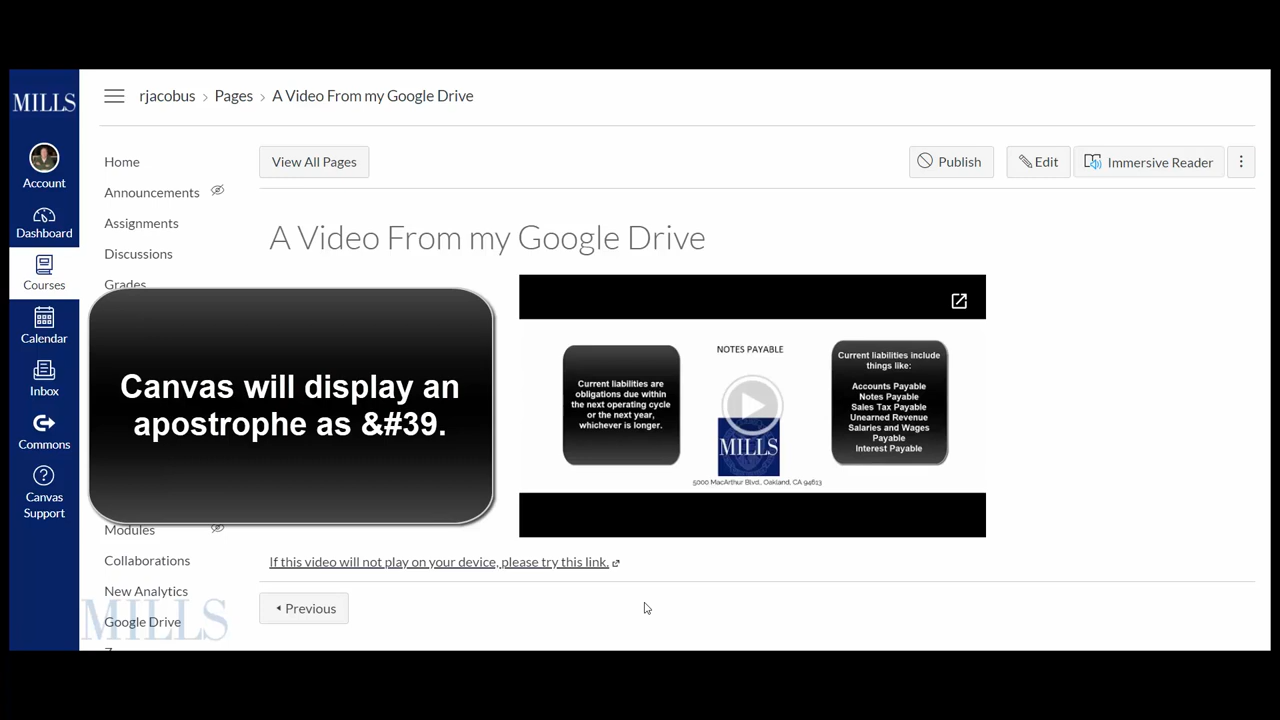 MILLS
rjacobus > Pages > A Video From my Google Drive
Account
Dashboard
Courses
Calendar
Inbox
Commons
Canvas
Support
Home
Announcements
Assignments
Discussions
Grades
Modules
Collaborations
New Analytics
Google Drive
MILLS
View All Pages
Publish
Edit
Immersive Reader
A Video From my Google Drive
Canvas will display an
apostrophe as &#39.
Current liabilities are
obligations due within
the next operating cycle
or the next year,
whichever is longer.
NOTES PAYABLE
MILLS
5000 MacArthur Blvd., Oakland, CA 94613
Current liabilities include
things like:
Accounts Payable
Notes Payable
Sales Tax Payable
Unearned Revenue
Salaries and Wages
Payable
Interest Payable
If this video will not play on your device, please try this link.
Previous